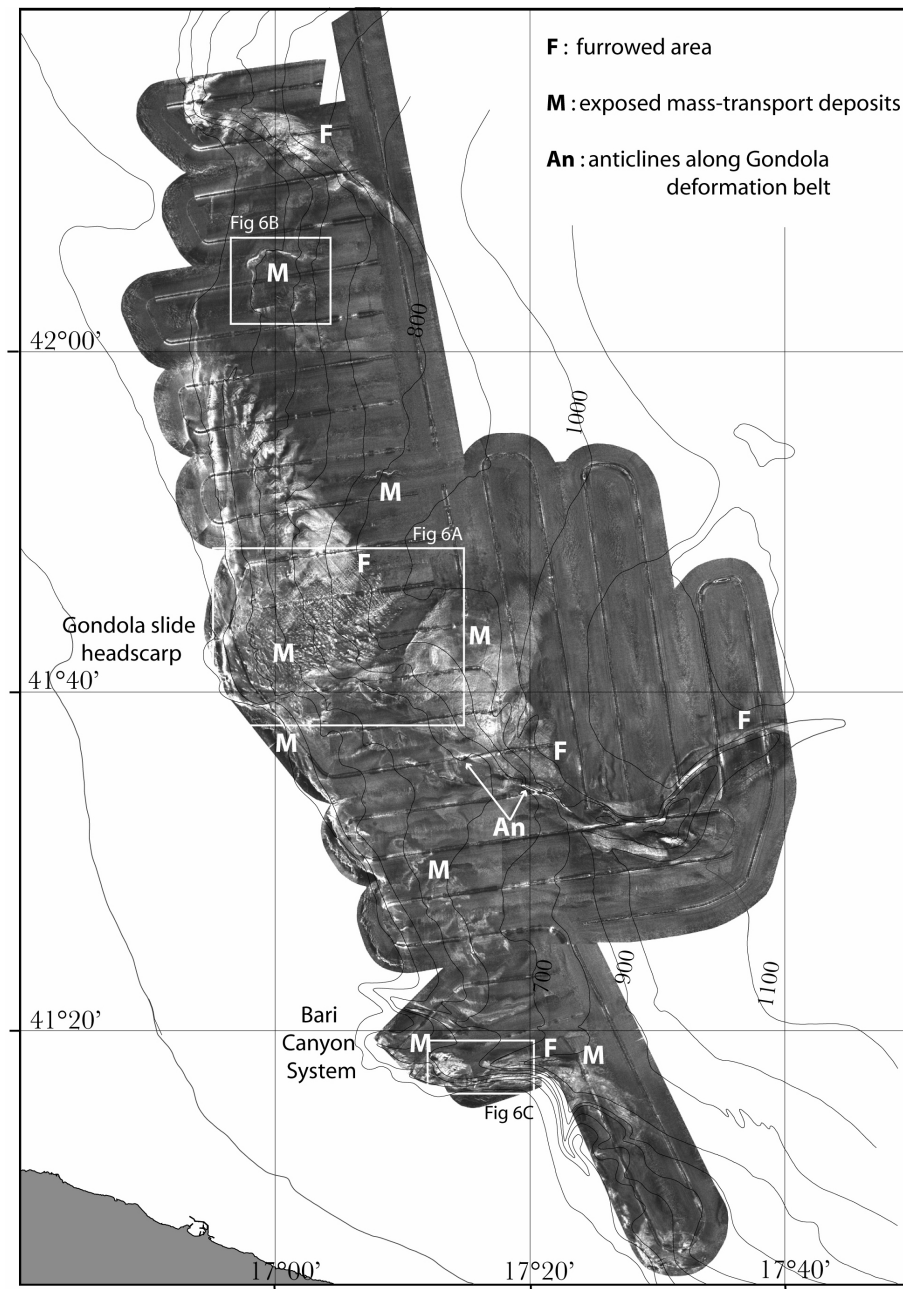 F : furrowed area
M : exposed mass-transport deposits
An : anticlines along Gondola
deformation belt
F
Fig 6B
M
800
42°00'
1000
M
Fig 6A
F
Gondola slide
headscarp
M
M
41°40'
M
F
F
An
M
700
900
1100
41°20'
Bari
Canyon
System
M
F
M
Fig 6C
17°00'
17°20'
17°40'